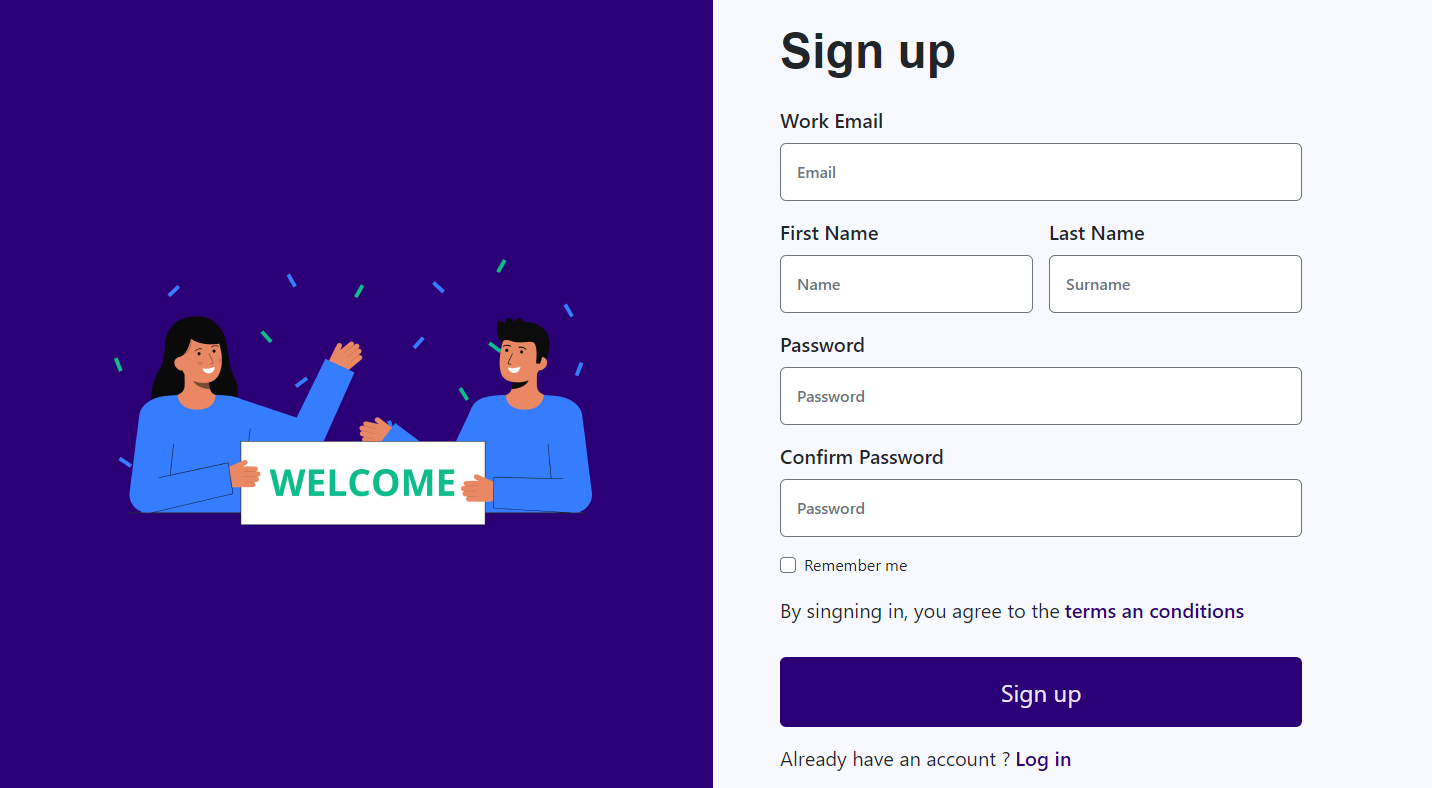 WELCOME
Sign up
Work Email
Email
First Name Last Name
Name Surname
Password
Password
Confirm Password
Password
Remember me
By singning in, you agree to the terms an conditions
Sign up
Already have an account ? Log in